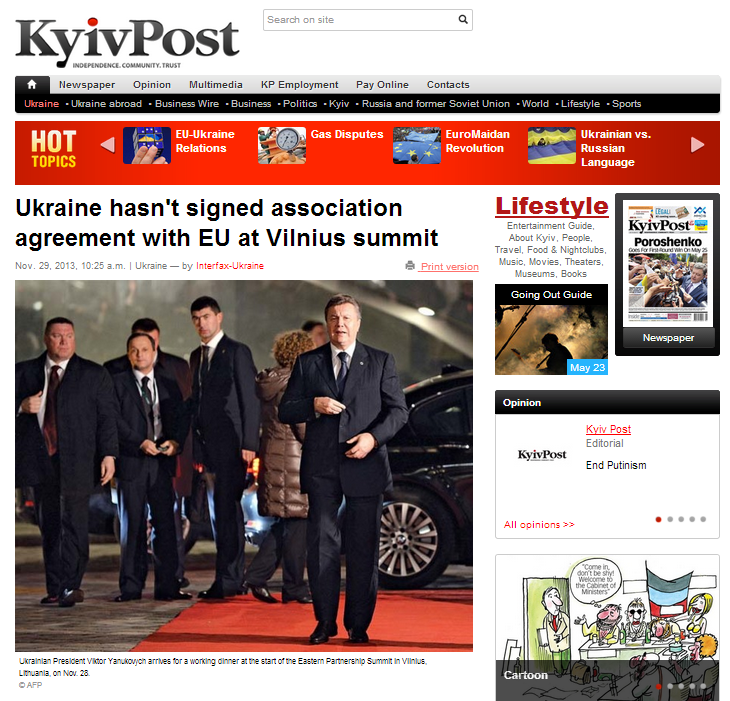 KyivPost
INDEPENDENCE. COMMUNITY. TRUST
Search on site
Newspaper Opinion Multimedia KP Employment Pay Online Contacts
Ukraine • Ukraine abroad • Business Wire • Business • Politics • Kyiv • Russia and former Soviet Union • World • Lifestyle • Sports
HOT
TOPICS
EU-Ukraine
Relations
Gas Disputes
EuroMaidan
Revolution
Ukrainian vs.
Russian
Language
Ukraine hasn't signed association
agreement with EU at Vilnius summit
Nov. 29, 2013, 10:25 a.m. | Ukraine — by Interfax-Ukraine
Print version
Ukrainian President Viktor Yanukovych arrives for a working dinner at the start of the Eastern Partnership Summit in Vilnius,
Lithuania, on Nov. 28.
© AFP
Lifestyle
Entertainment Guide,
About Kyiv, People,
Travel, Food & Nightclubs,
Music, Movies, Theaters,
Museums, Books
Going Out Guide
May 23
KyivPost
Poroshenko
Goes For First-Round Win On May 25
Newspaper
Opinion
KyivPost
Kyiv Post
Editorial
End Putinism
All opinions >>
"Come in,
don't be shy!
Welcome to
the Cabinet of
Ministers"
Cartoon